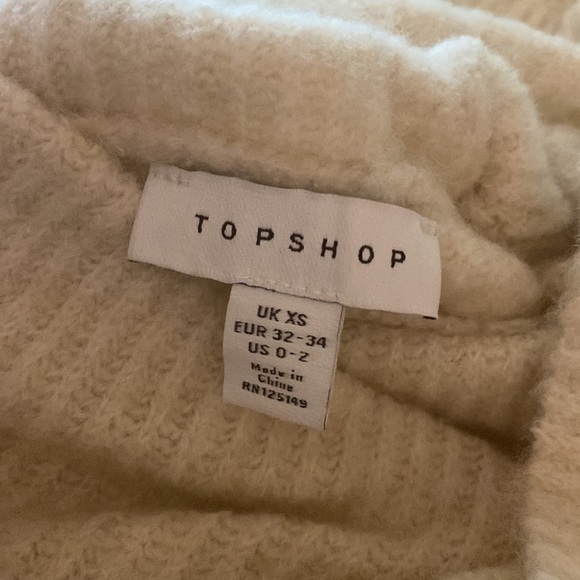 TOPSHOP
UK XS
EUR 32-34
US 0-2
Made in
China
RN125149